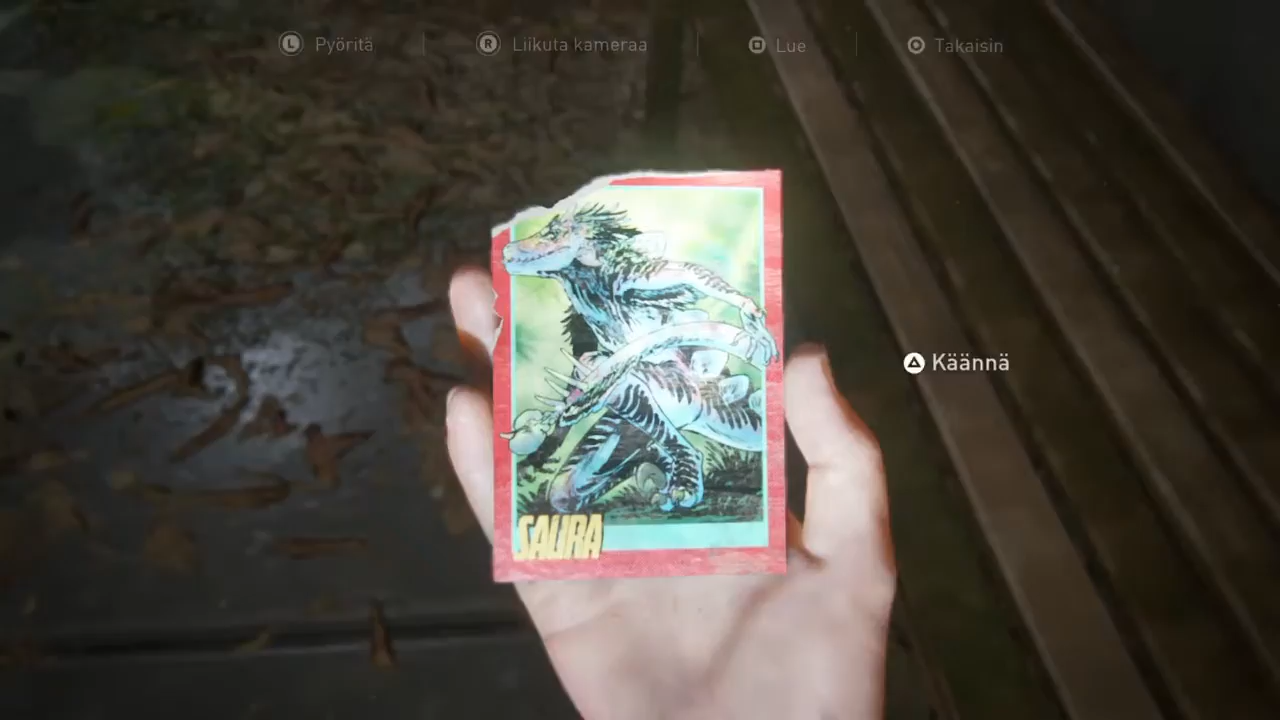 L Pyöritä
R Liikuta kameraa
Lue
Takaisin
Käännä
SAURA